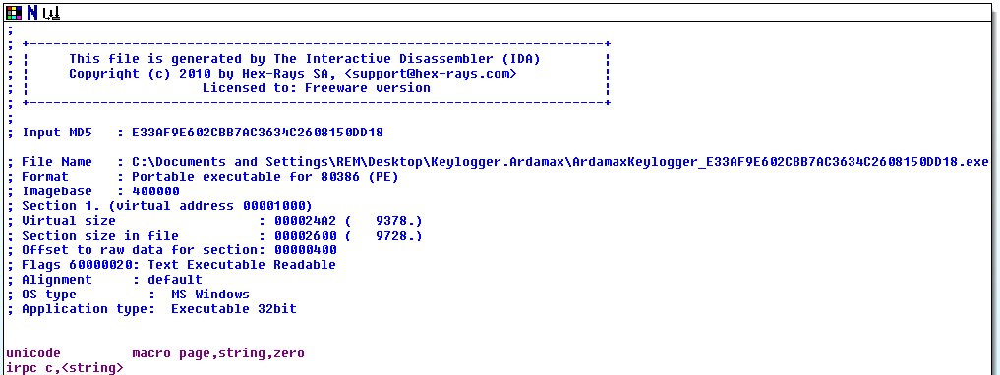 N
;
; +-----------------------------------------------------------------------+
; ¦     This file is generated by The Interactive Disassembler (IDA)        ¦
; ¦     Copyright (c) 2010 by Hex-Rays SA, <support@hex-rays.com>           ¦
; ¦                      Licensed to: Freeware version                      ¦
; +-----------------------------------------------------------------------+
;
; Input MD5   : E33AF9E602CBB7AC3634C2608150DD18
; File Name   : C:\Documents and Settings\REM\Desktop\Keylogger.Ardamax\ArdamaxKeylogger_E33AF9E602CBB7AC3634C2608150DD18.exe
; Format      : Portable executable for 80386 (PE)
; Imagebase   : 400000
; Section 1. (virtual address 00001000)
; Virtual size                  : 000024A2 (   9378.)
; Section size in file          : 00002600 (   9728.)
; Offset to raw data for section: 00000400
; Flags 60000020: Text Executable Readable
; Alignment     : default
; OS type         :  MS Windows
; Application type:  Executable 32bit
unicode         macro page,string,zero
irpc c,<string>